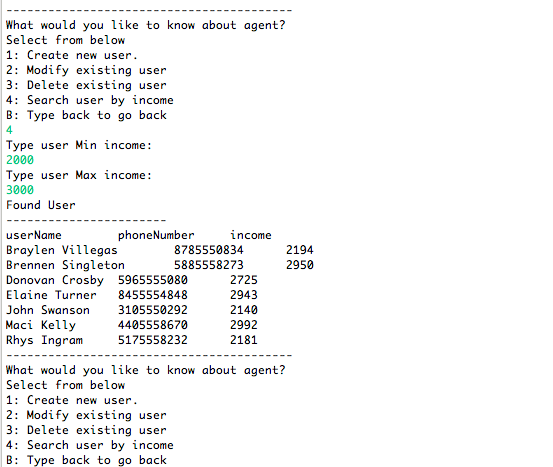 -----------------------------------------
What would you like to know about agent?
Select from below
1: Create new user.
2: Modify existing user
3: Delete existing user
4: Search user by income
B: Type back to go back
4
Type user Min income:
2000
Type user Max income:
3000
Found User
-----------------------
userName	phoneNumber	income
Braylen Villegas	8785550834	2194
Brennen Singleton	5885558273	2950
Donovan Crosby	5965555080	2725
Elaine Turner	8455554848	2943
John Swanson	3105550292	2140
Maci Kelly	4405558670	2992
Rhys Ingram	5175558232	2181
-----------------------------------------
What would you like to know about agent?
Select from below
1: Create new user.
2: Modify existing user
3: Delete existing user
4: Search user by income
B: Type back to go back